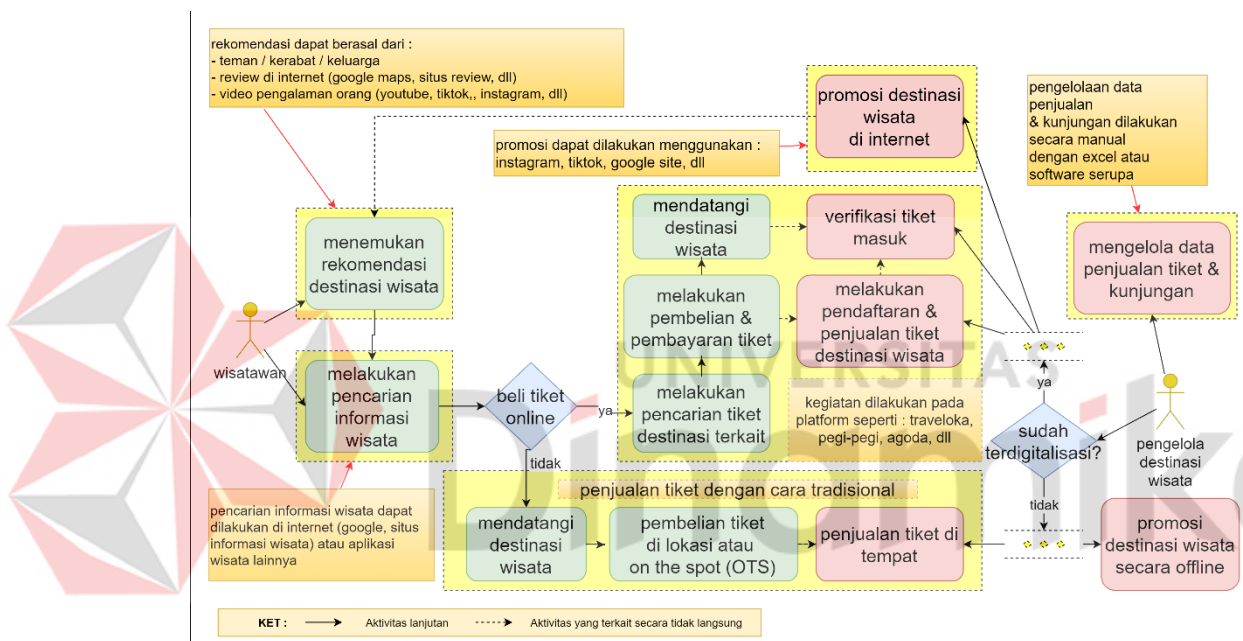 rekomendasi dapat berasal dari :
- teman / kerabat / keluarga
- review di internet (google maps, situs review, dll)
- video pengalaman orang (youtube, tiktok,, instagram, dll)
promosi destinasi
wisata
di internet
pengelolaan data
penjualan
& kunjungan dilakukan
secara manual
dengan excel atau
software serupa
promosi dapat dilakukan menggunakan :
instagram, tiktok, google site, dll
menemukan
rekomendasi
destinasi wisata
mendatangi
destinasi
wisata
verifikasi tiket
masuk
mengelola data
penjualan tiket &
kunjungan
melakukan
pembelian &
pembayaran tiket
melakukan
pendaftaran &
penjualan tiket
destinasi wisata
wisatawan
melakukan
pencarian
informasi
wisata
beli tiket
online
ya
melakukan
pencarian tiket
destinasi terkait
kegiatan dilakukan pada
platform seperti : traveloka,
pegi-pegi, agoda, dll
ya
sudah
terdigitalisasi?
pengelola
destinasi
wisata
UNIVERSITAS
Dinamika
tidak
tidak
pencarian informasi wisata dapat
dilakukan di internet (google, situs
informasi wisata) atau aplikasi
wisata lainnya
penjualan tiket dengan cara tradisional
mendatangi
destinasi
wisata
pembelian tiket
di lokasi atau
on the spot (OTS)
penjualan tiket di
tempat
promosi
destinasi wisata
secara offline
KET : Aktivitas lanjutan Aktivitas yang terkait secara tidak langsung